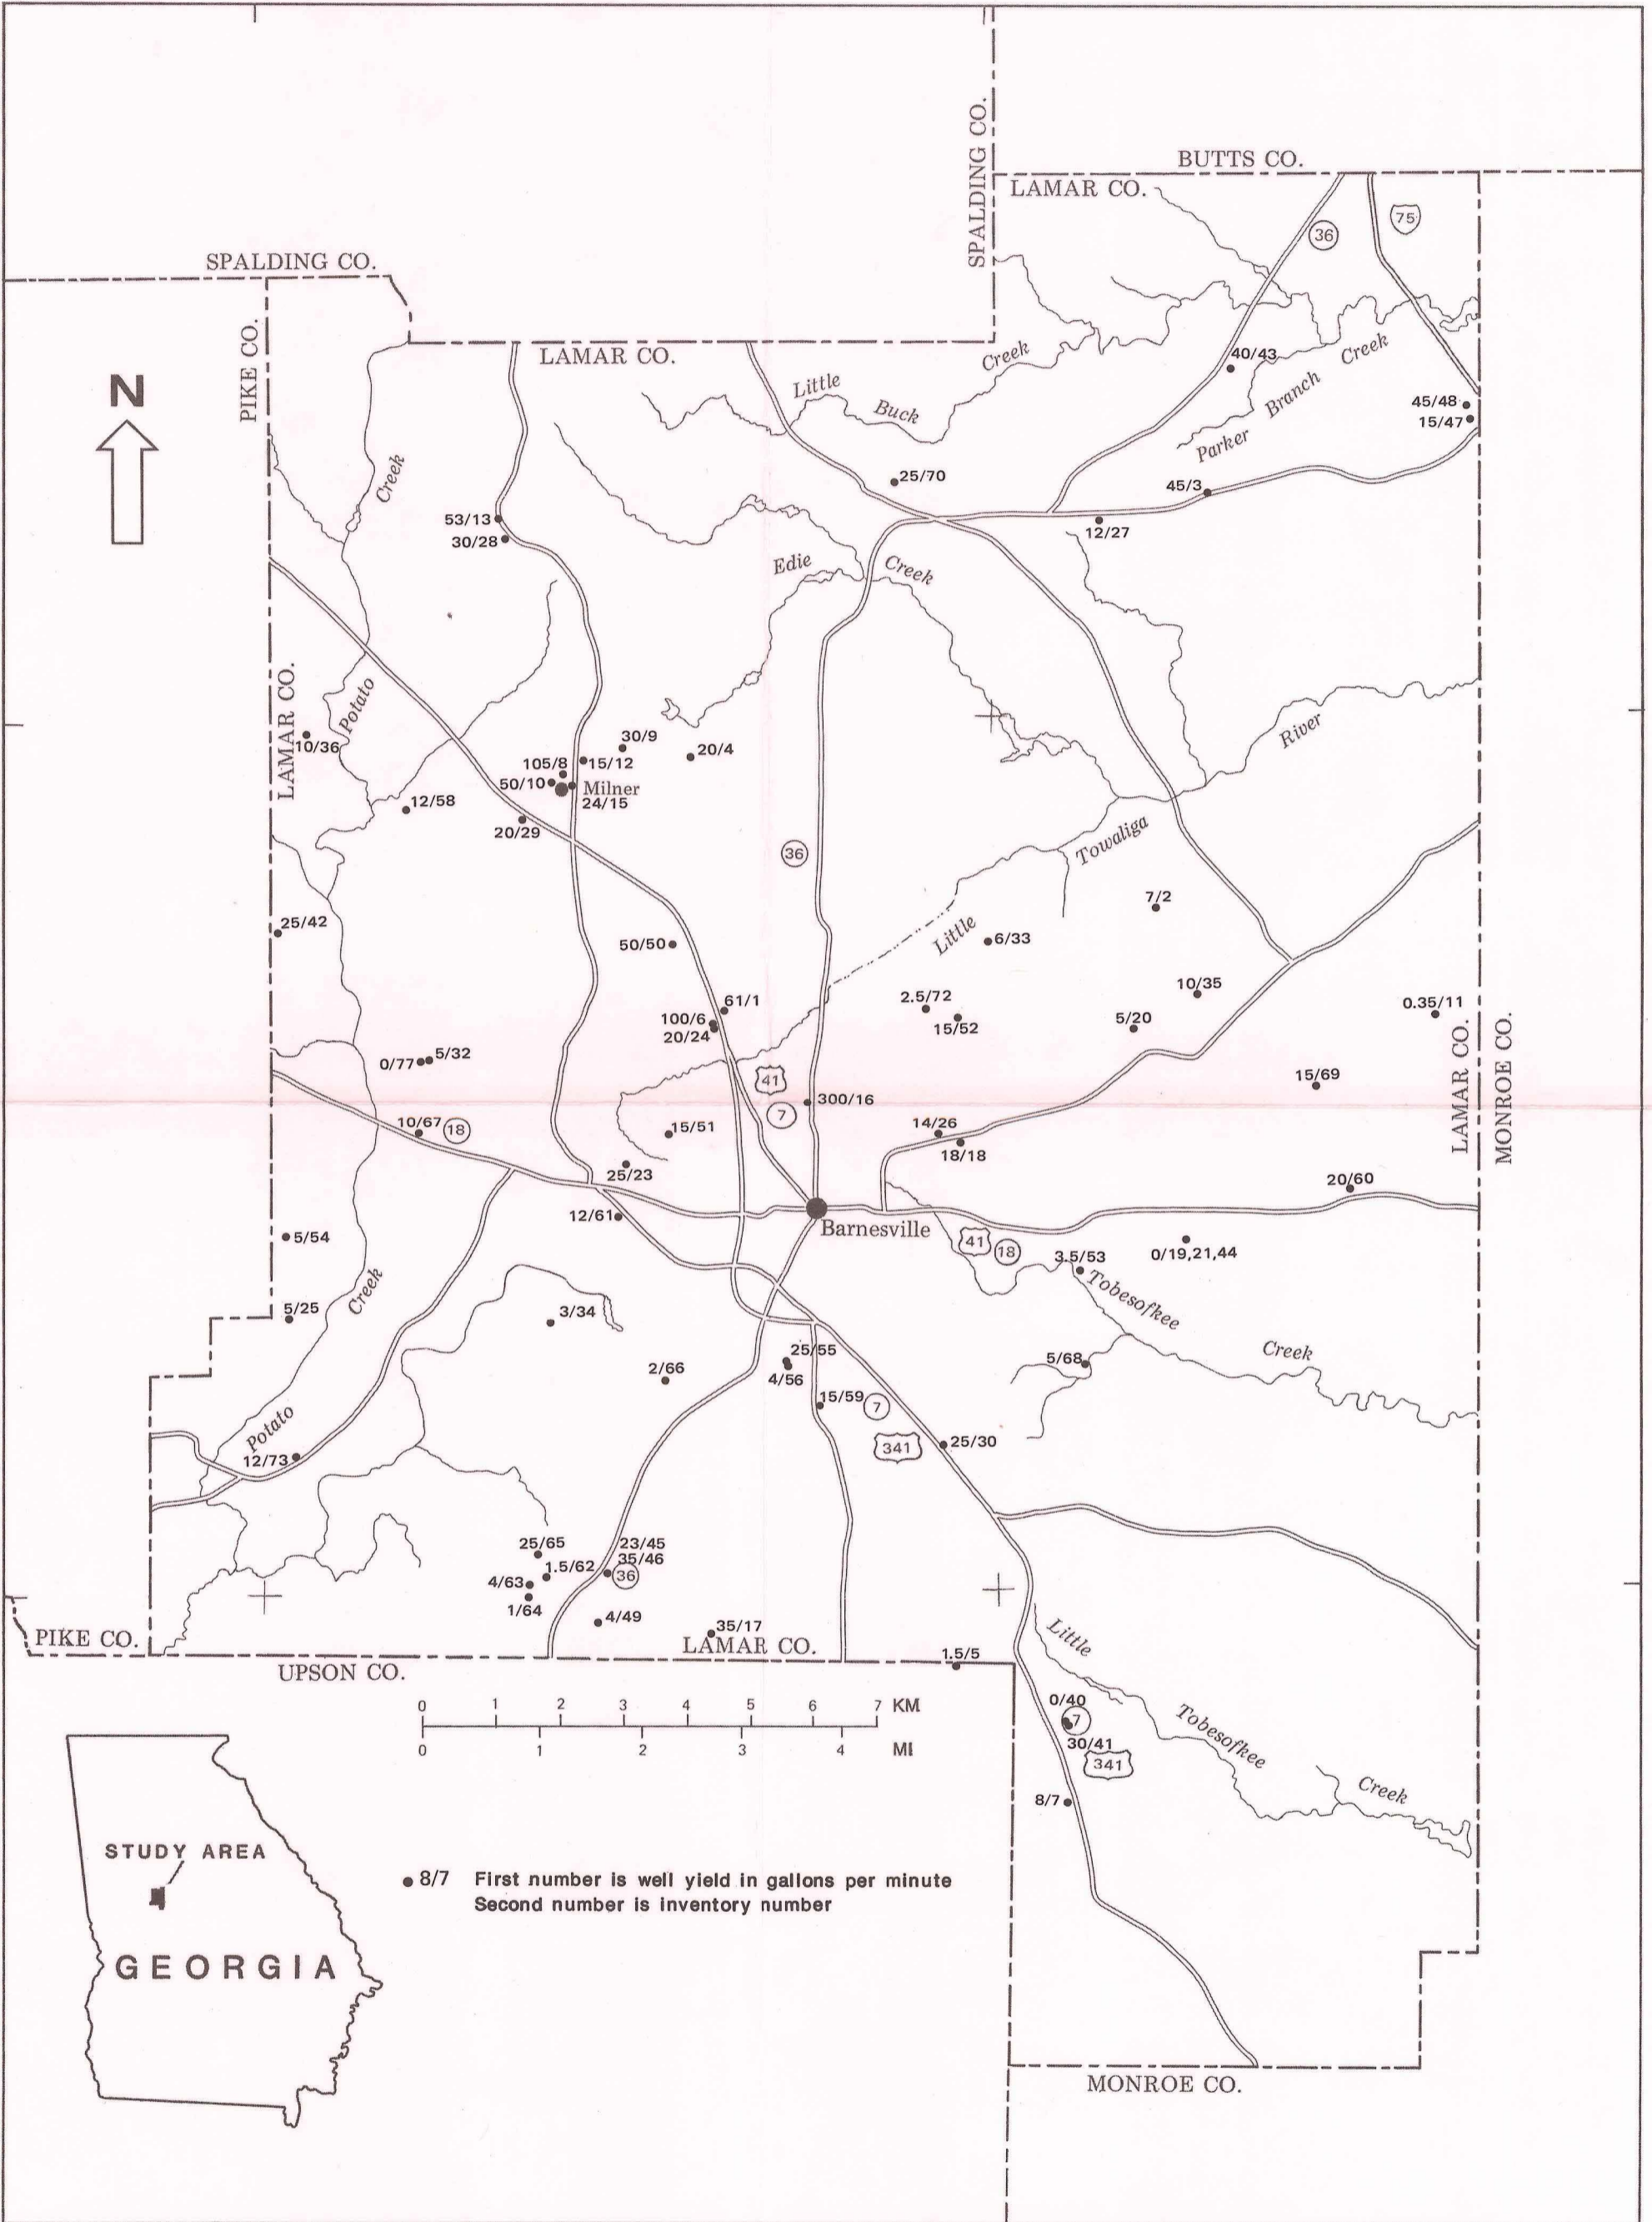 SPALDING CO.
BUTTS CO.
LAMAR CO.
36
75
SPALDING CO.
PIKE CO.
LAMAR CO.
N
Little
Buck
Creek
40/43
Parker
Branch
Creek
45/48
15/47
Creek
25/70
45/3
53/13
12/27
30/28
Edie
Creek
LAMAR CO.
Potato
River
10/36
30/9
20/4
105/8
15/12
50/10
Milner
24/15
12/58
20/29
36
Towaliga
7/2
25/42
Little
50/50
6/33
10/35
61/1
2.5/72
0.35/11
100/6
15/52
5/20
20/24
LAMAR CO.
MONROE CO.
0/77
5/32
41
15/69
300/16
7
10/67
18
15/51
14/26
18/18
25/23
20/60
12/61
Barnesville
5/54
41
18
3.5/53
0/19,21,44
Tobesofkee
Creek
5/25
3/34
Creek
25/55
5/68
2/66
4/56
15/59
7
Potato
341
25/30
12/73
25/65
23/45
1.5/62
35/46
36
4/63
1/64
4/49
35/17
Little
PIKE CO.
LAMAR CO.
1.5/5
UPSON CO.
0 1 2 3 4 5 6 7 KM
0 1 2 3 4 MI
0/40
7
30/41
Tobesofkee
341
Creek
8/7
STUDY AREA
GEORGIA
8/7 First number is well yield in gallons per minute
Second number is inventory number
MONROE CO.